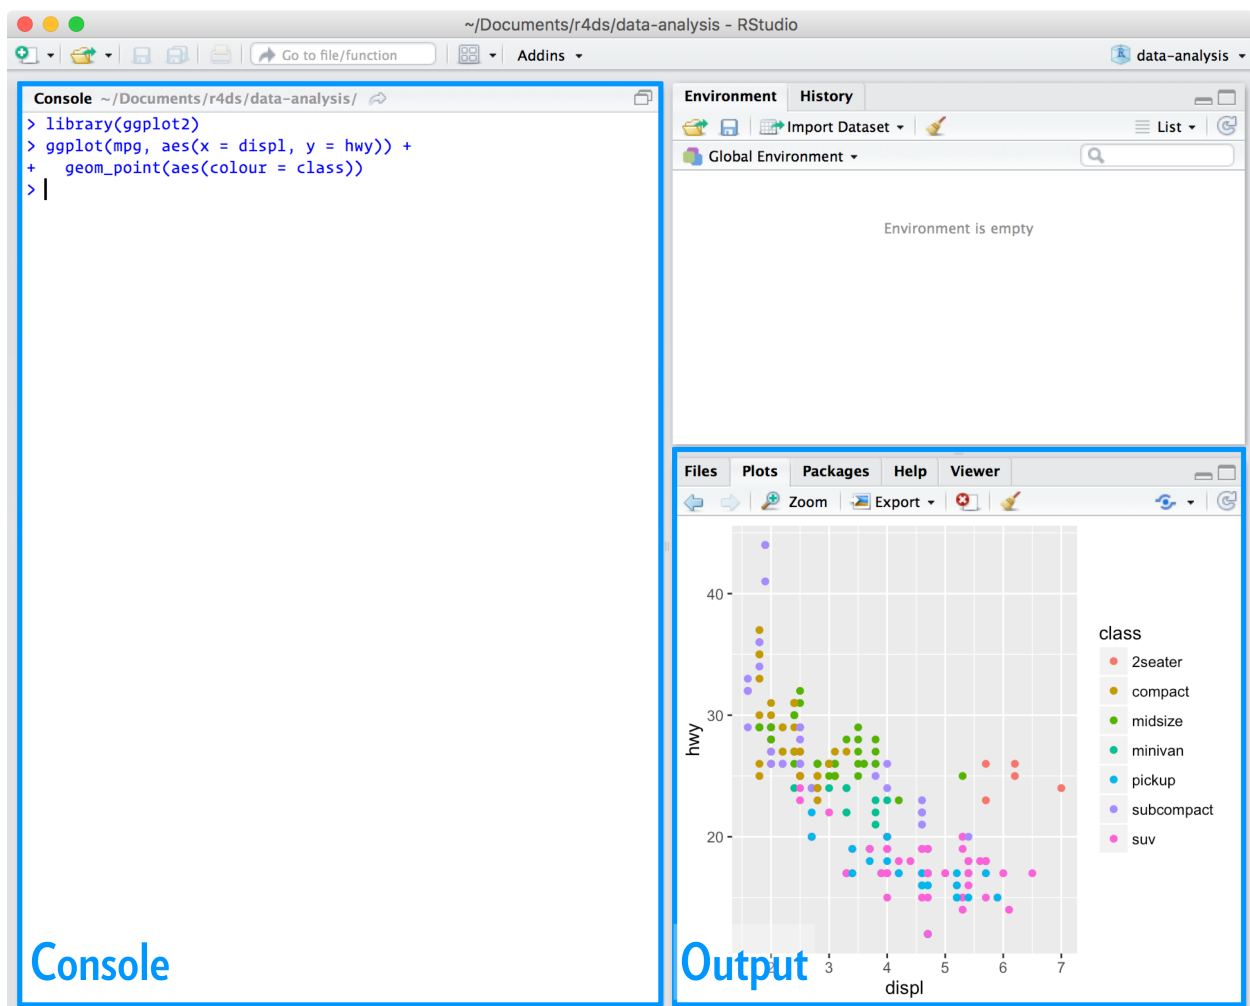 ~/Documents/r4ds/data-analysis - RStudio
Go to file/function
Addins
data-analysis
Console ~/Documents/r4ds/data-analysis/
> library(ggplot2)
> ggplot(mpg, aes(x = displ, y = hwy)) +
+   geom_point(aes(colour = class))
>
Console
Environment History
Import Dataset
List
Global Environment
Environment is empty
Files Plots Packages Help Viewer
Zoom Export
40
30
20
hwy
2 3 4 5 6 7
displ
class
2seater
compact
midsize
minivan
pickup
subcompact
suv
Output